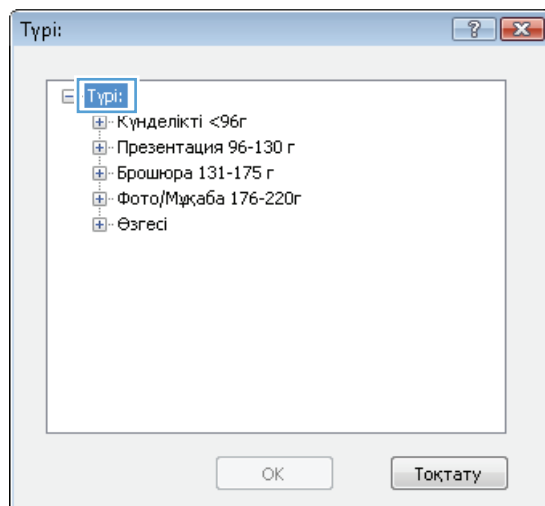 Түрі:
Түрі:
Күнделікті <96г
Презентация 96-130 г
Брошюра 131-175 г
Фото/Мұқаба 176-220г
Өзгесі
OK
Тоқтату